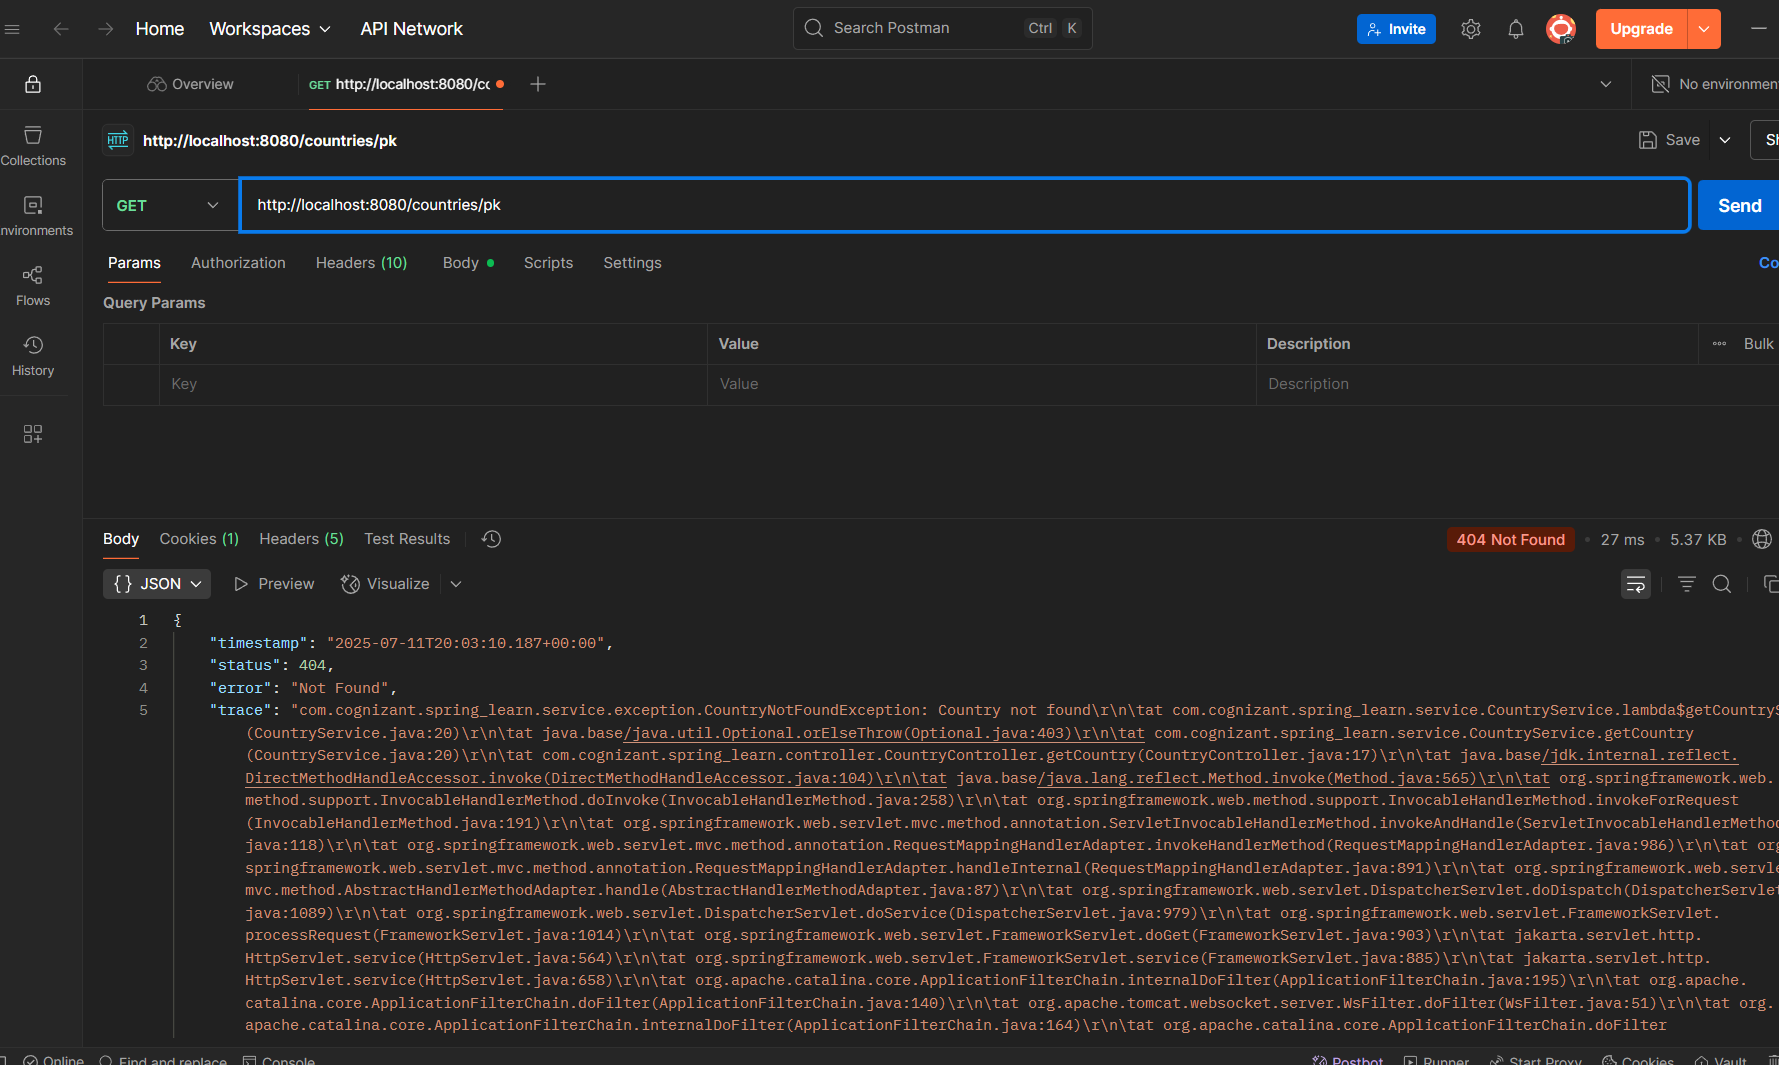 Home Workspaces API Network Search Postman Ctrl K Invite Upgrade
Overview GET http://localhost:8080/cc No environmen
Collections
HTTP http://localhost:8080/countries/pk Save Sh
nvironments
GET http://localhost:8080/countries/pk Send
Flows
Params Authorization Headers (10) Body Scripts Settings Co
History
Query Params
Key Value Description Bulk
Key Value Description
Body Cookies (1) Headers (5) Test Results 404 Not Found • 27 ms • 5.37 KB •
{} JSON Preview Visualize
1 {
2 "timestamp": "2025-07-11T20:03:10.187+00:00",
3 "status": 404,
4 "error": "Not Found",
5 "trace": "com.cognizant.spring_learn.service.exception.CountryNotFoundException: Country not found\r\n\tat com.cognizant.spring_learn.service.CountryService.lambda$getCountryS
(CountryService.java:20)\r\n\tat java.base/java.util.Optional.orElseThrow(Optional.java:403)\r\n\tat com.cognizant.spring_learn.service.CountryService.getCountry
(CountryService.java:20)\r\n\tat com.cognizant.spring_learn.controller.CountryController.getCountry(CountryController.java:17)\r\n\tat java.base/jdk.internal.reflect.
DirectMethodHandleAccessor.invoke(DirectMethodHandleAccessor.java:104)\r\n\tat java.base/java.lang.reflect.Method.invoke(Method.java:565)\r\n\tat org.springframework.web.
method.support.InvocableHandlerMethod.doInvoke(InvocableHandlerMethod.java:258)\r\n\tat org.springframework.web.method.support.InvocableHandlerMethod.invokeForRequest
(InvocableHandlerMethod.java:191)\r\n\tat org.springframework.web.servlet.mvc.method.annotation.ServletInvocableHandlerMethod.invokeAndHandle(ServletInvocableHandlerMethod
java:118)\r\n\tat org.springframework.web.servlet.mvc.method.annotation.RequestMappingHandlerAdapter.invokeHandlerMethod(RequestMappingHandlerAdapter.java:986)\r\n\tat org
springframework.web.servlet.mvc.method.annotation.RequestMappingHandlerAdapter.handleInternal(RequestMappingHandlerAdapter.java:891)\r\n\tat org.springframework.web.servle
mvc.method.AbstractHandlerMethodAdapter.handle(AbstractHandlerMethodAdapter.java:87)\r\n\tat org.springframework.web.servlet.DispatcherServlet.doDispatch(DispatcherServlet
java:1089)\r\n\tat org.springframework.web.servlet.DispatcherServlet.doService(DispatcherServlet.java:979)\r\n\tat org.springframework.web.servlet.FrameworkServlet.
processRequest(FrameworkServlet.java:1014)\r\n\tat org.springframework.web.servlet.FrameworkServlet.doGet(FrameworkServlet.java:903)\r\n\tat jakarta.servlet.http.
HttpServlet.service(HttpServlet.java:564)\r\n\tat org.springframework.web.servlet.FrameworkServlet.service(FrameworkServlet.java:885)\r\n\tat jakarta.servlet.http.
HttpServlet.service(HttpServlet.java:658)\r\n\tat org.apache.catalina.core.ApplicationFilterChain.internalDoFilter(ApplicationFilterChain.java:195)\r\n\tat org.apache.
catalina.core.ApplicationFilterChain.doFilter(ApplicationFilterChain.java:140)\r\n\tat org.apache.tomcat.websocket.server.WsFilter.doFilter(WsFilter.java:51)\r\n\tat org.
apache.catalina.core.ApplicationFilterChain.internalDoFilter(ApplicationFilterChain.java:164)\r\n\tat org.apache.catalina.core.ApplicationFilterChain.doFilter
Online Find and replace Console Postbot Runner Start Proxy Cookies Vault